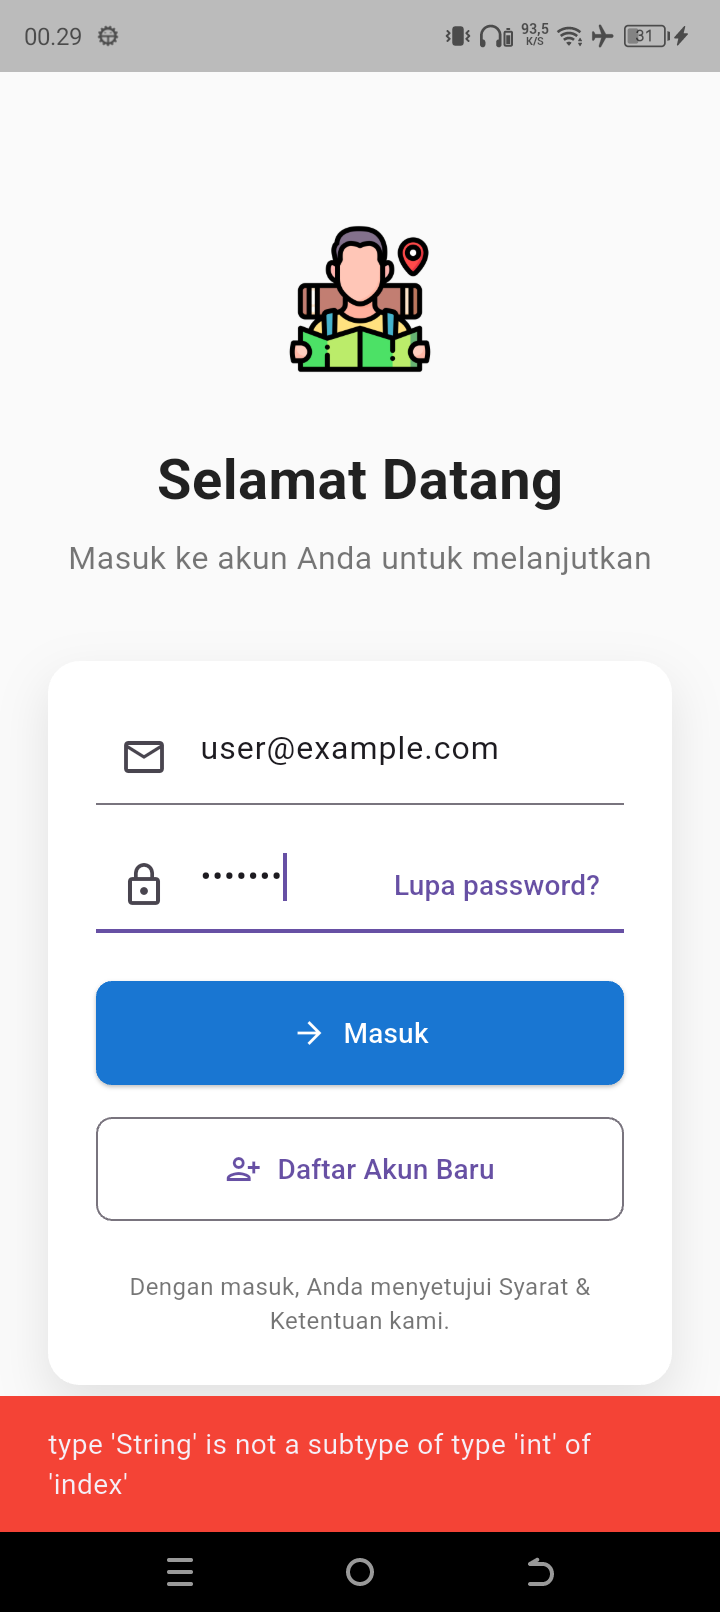 00.29
93,5
K/S
31
Selamat Datang
Masuk ke akun Anda untuk melanjutkan
user@example.com
•••••••
Lupa password?
Masuk
Daftar Akun Baru
Dengan masuk, Anda menyetujui Syarat &
Ketentuan kami.
type 'String' is not a subtype of type 'int' of
'index'